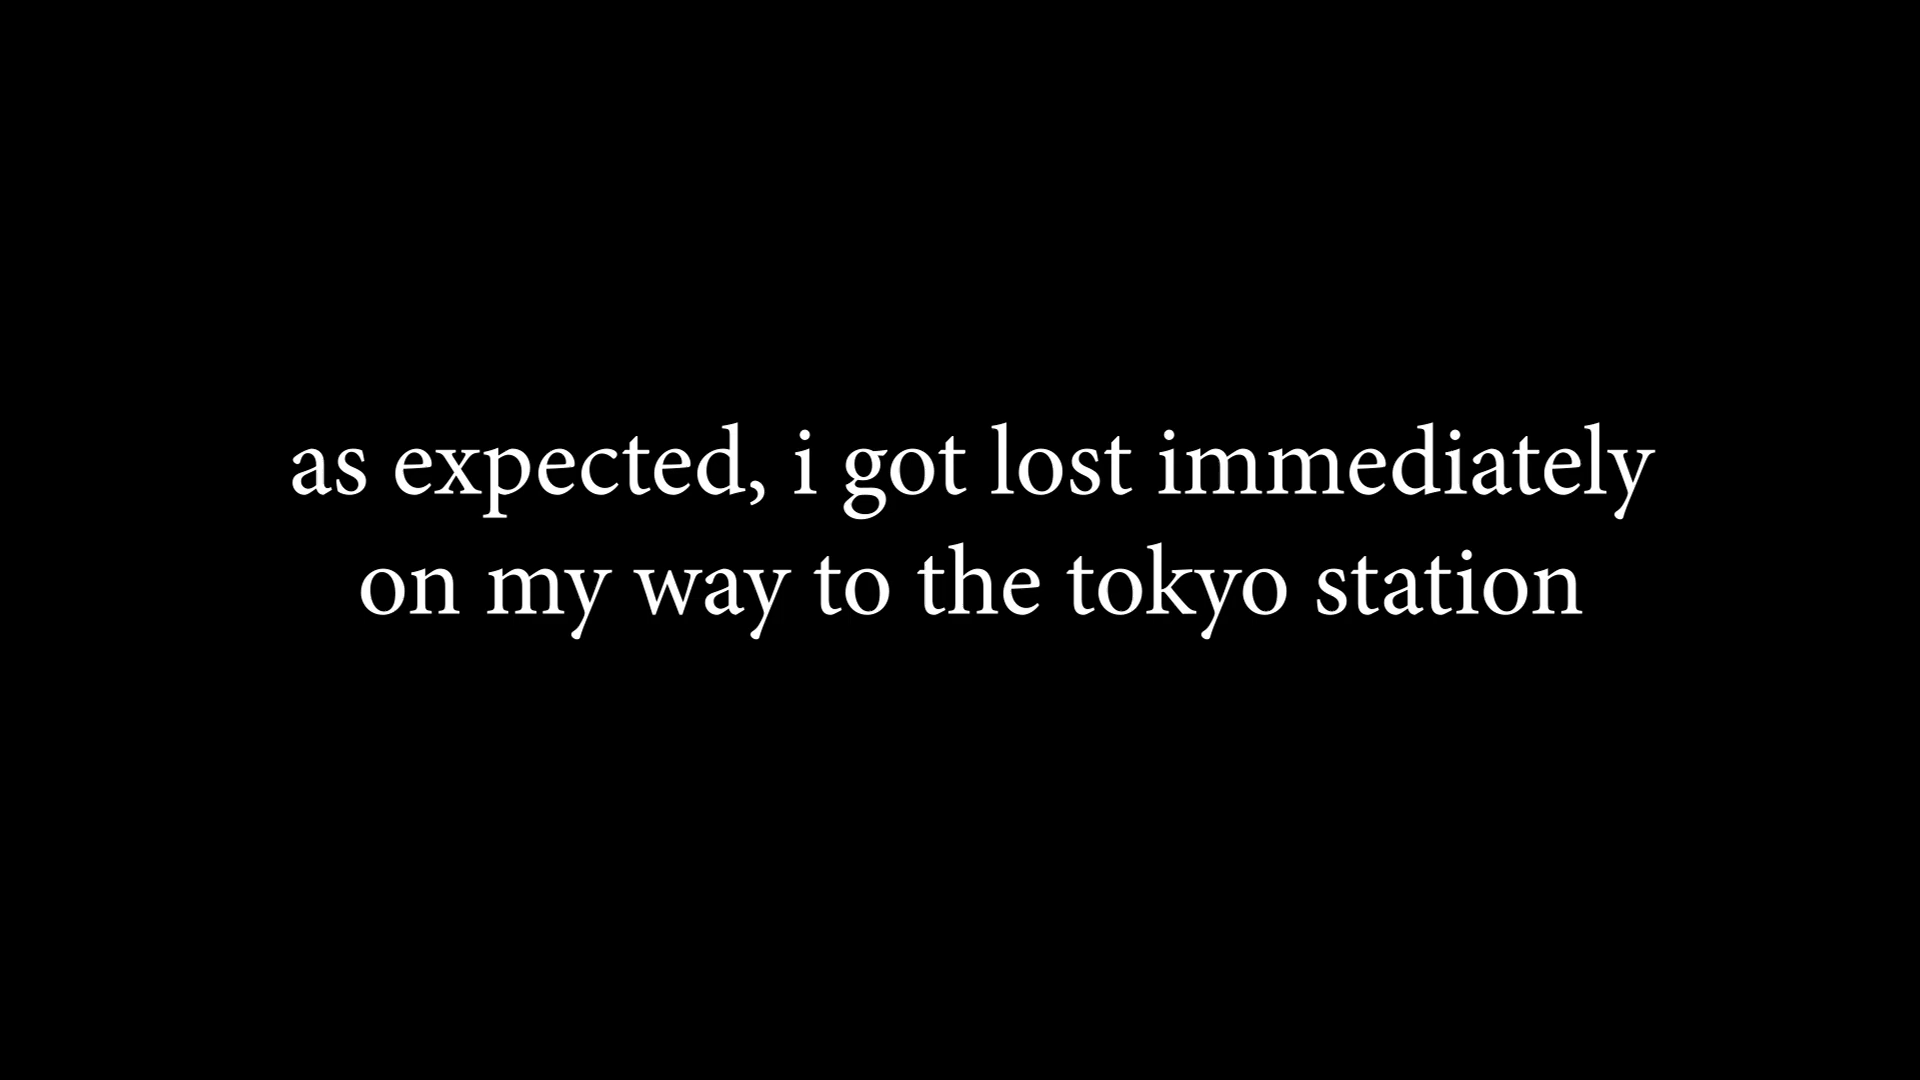 as expected, i got lost immediately
on my way to the tokyo station